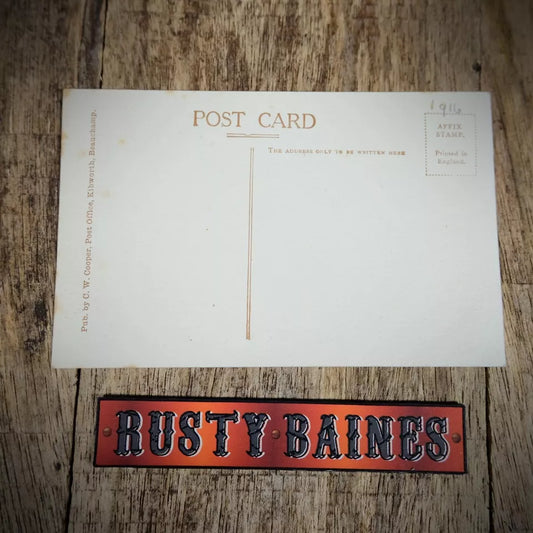 POST CARD
1916
AFFIX
STAMP.
Printed in
England.
THE ADDRESS ONLY TO BE WRITTEN HERE
Pub. by C. W. Cooper, Post Office, Kibworth, Beauchamp.
RUSTY BAINES